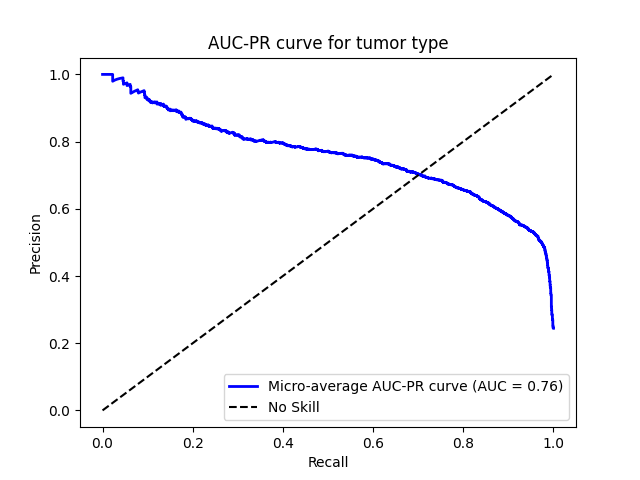 AUC-PR curve for tumor type
1.0
0.8
0.6
0.4
0.2
0.0
Precision
0.0 0.2 0.4 0.6 0.8 1.0
Recall
Micro-average AUC-PR curve (AUC = 0.76)
No Skill